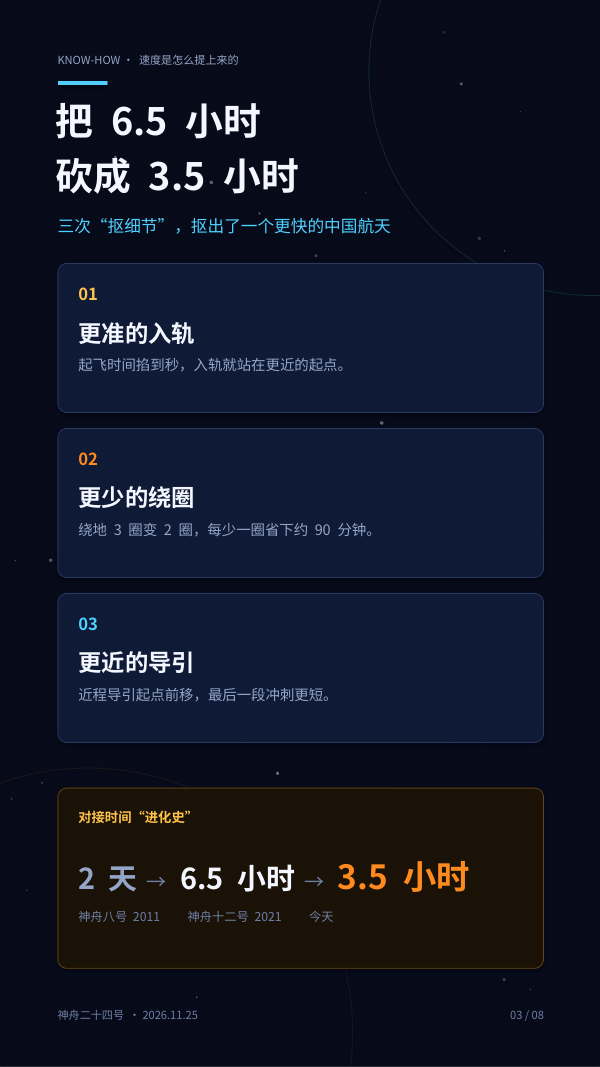 KNOW-HOW · 速度是怎么提上来的
把 6.5 小时
砍成 3.5 小时
三次“抠细节”，抠出了一个更快的中国航天
01
更准的入轨
起飞时间掐到秒，入轨就站在更近的起点。
02
更少的绕圈
绕地 3 圈变 2 圈，每少一圈省下约 90 分钟。
03
更近的导引
近程导引起点前移，最后一段冲刺更短。
对接时间“进化史”
2 天 → 6.5 小时 → 3.5 小时
神舟八号 2011 神舟十二号 2021 今天
神舟二十四号 · 2026.11.25
03 / 08